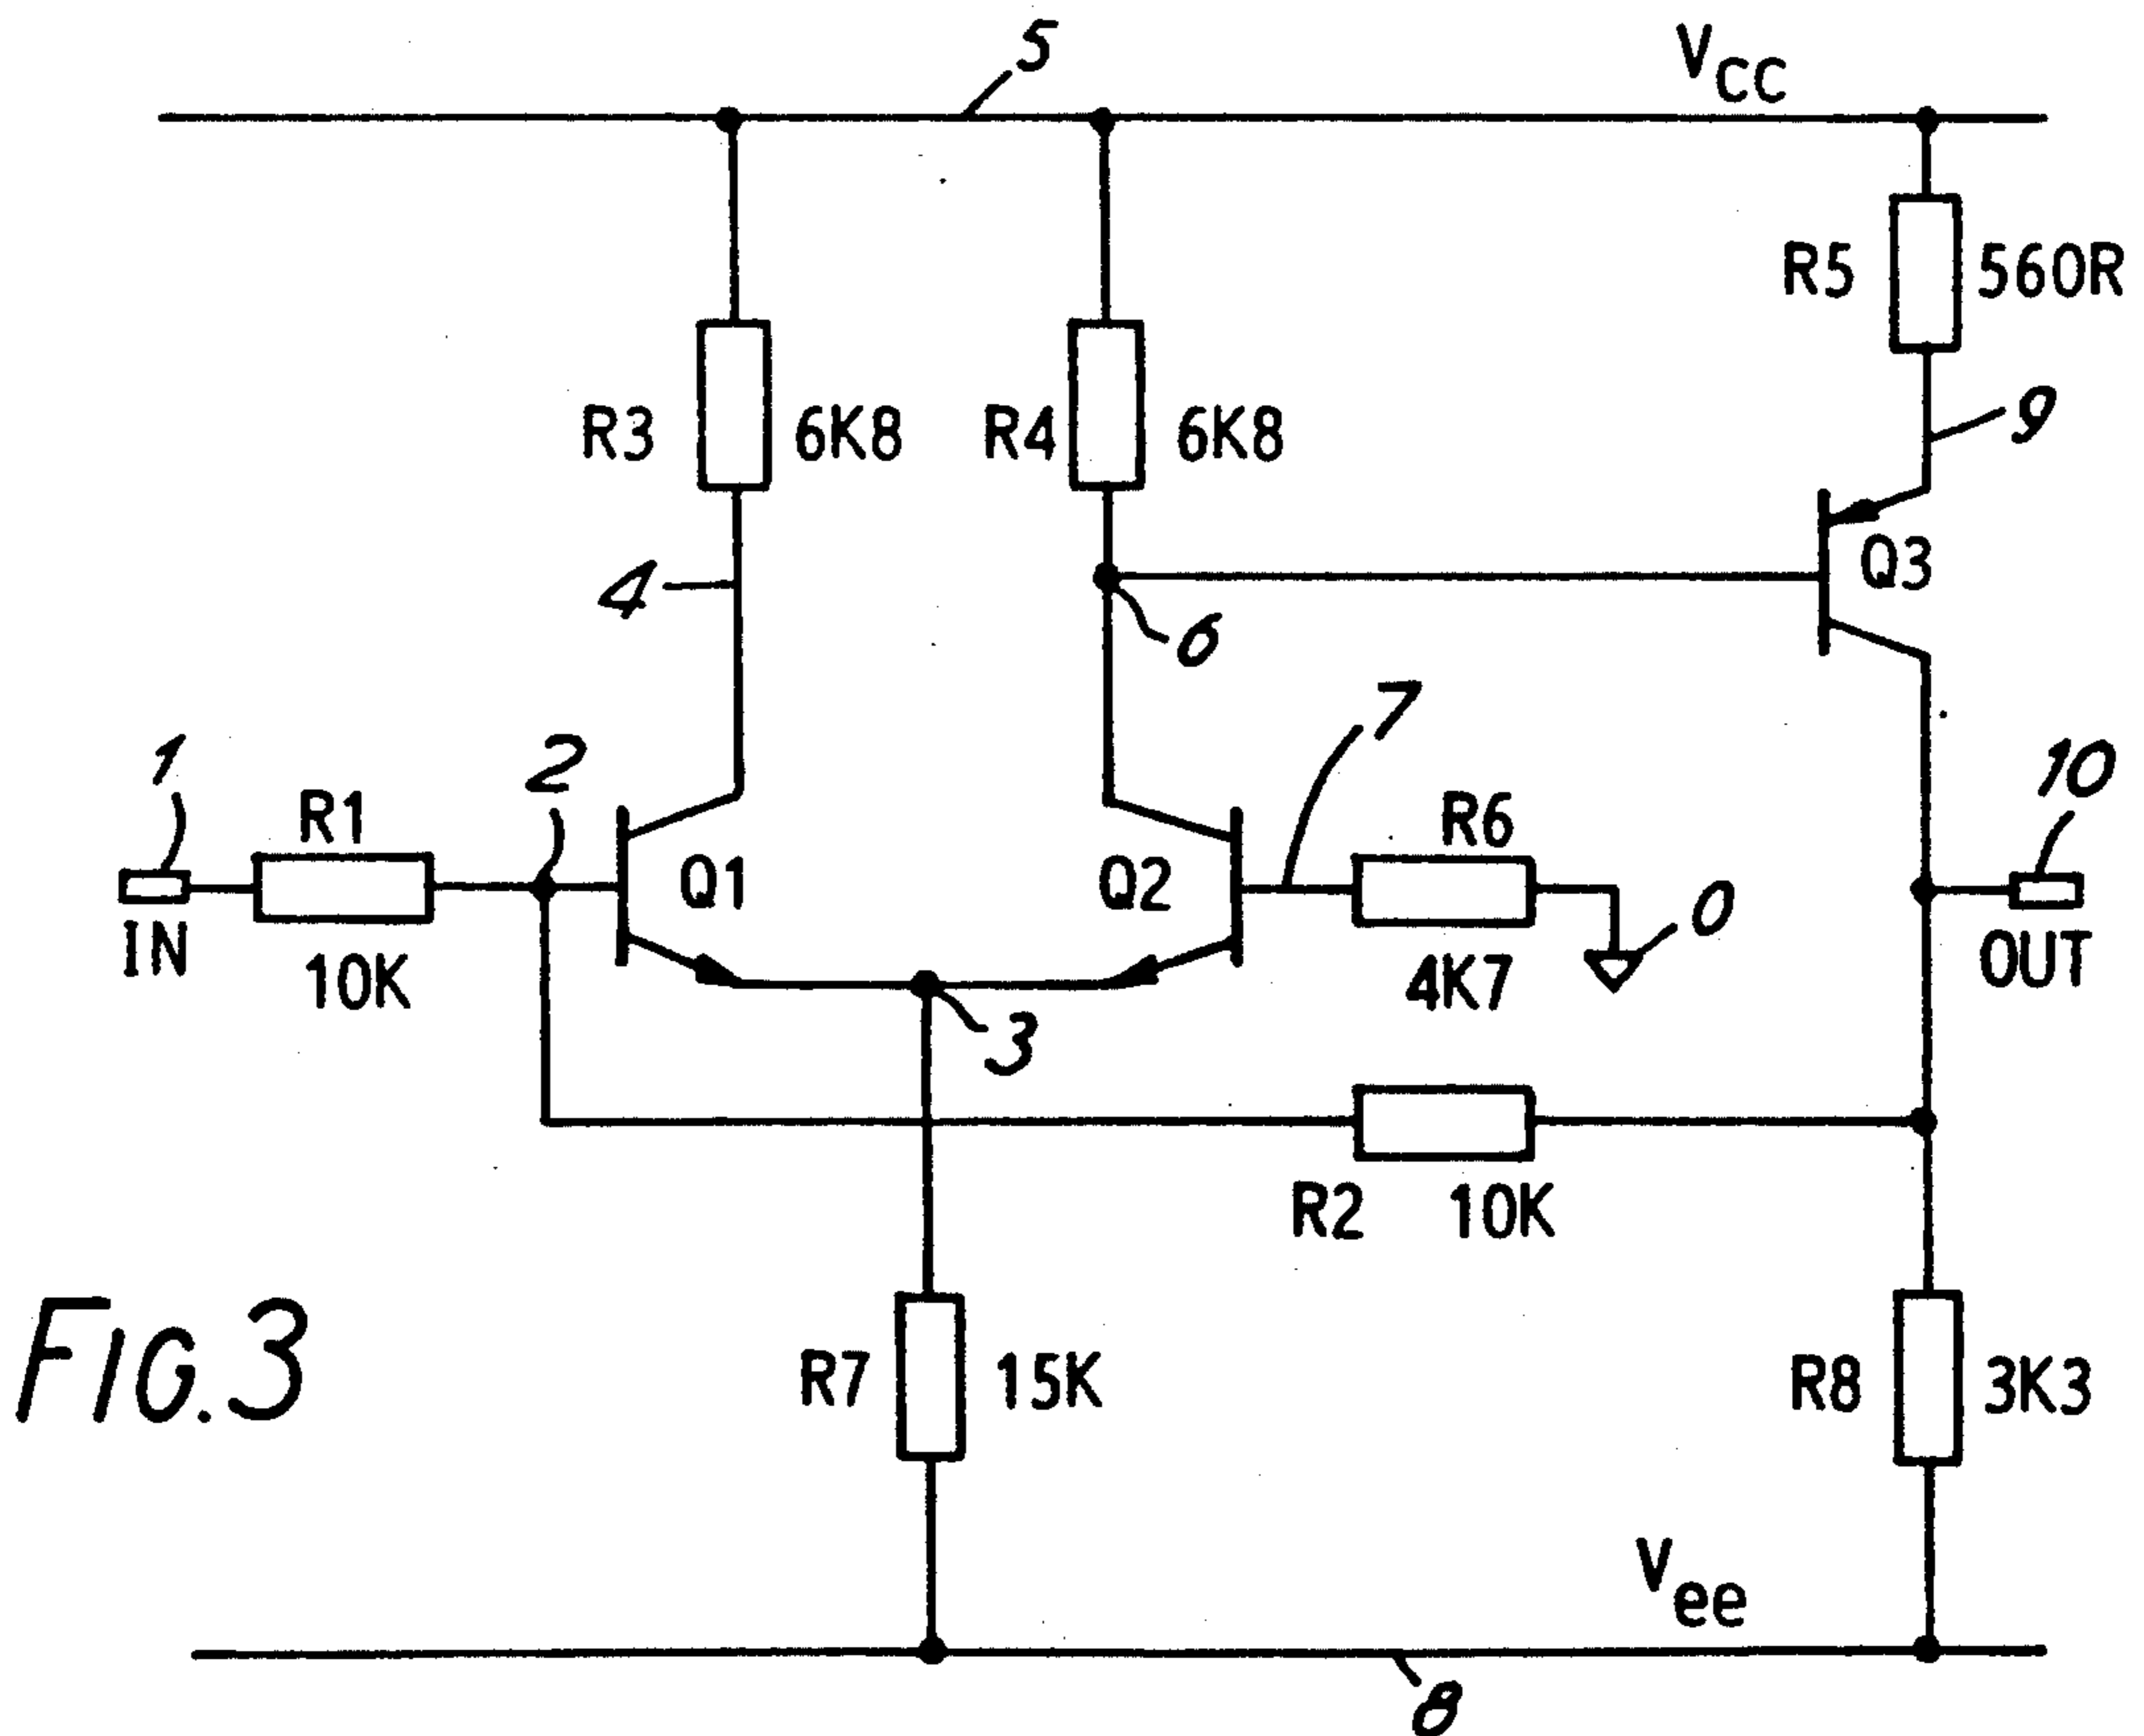 5
Vcc
R5 560R
R3 6K8
R4 6K8
9
Q3
4
6
7
1
2
10
R1
R6
Q1
Q2
0
IN
10K
4K7
OUT
3
R2 10K
FIG.3
R7 15K
R8 3K3
Vee
8